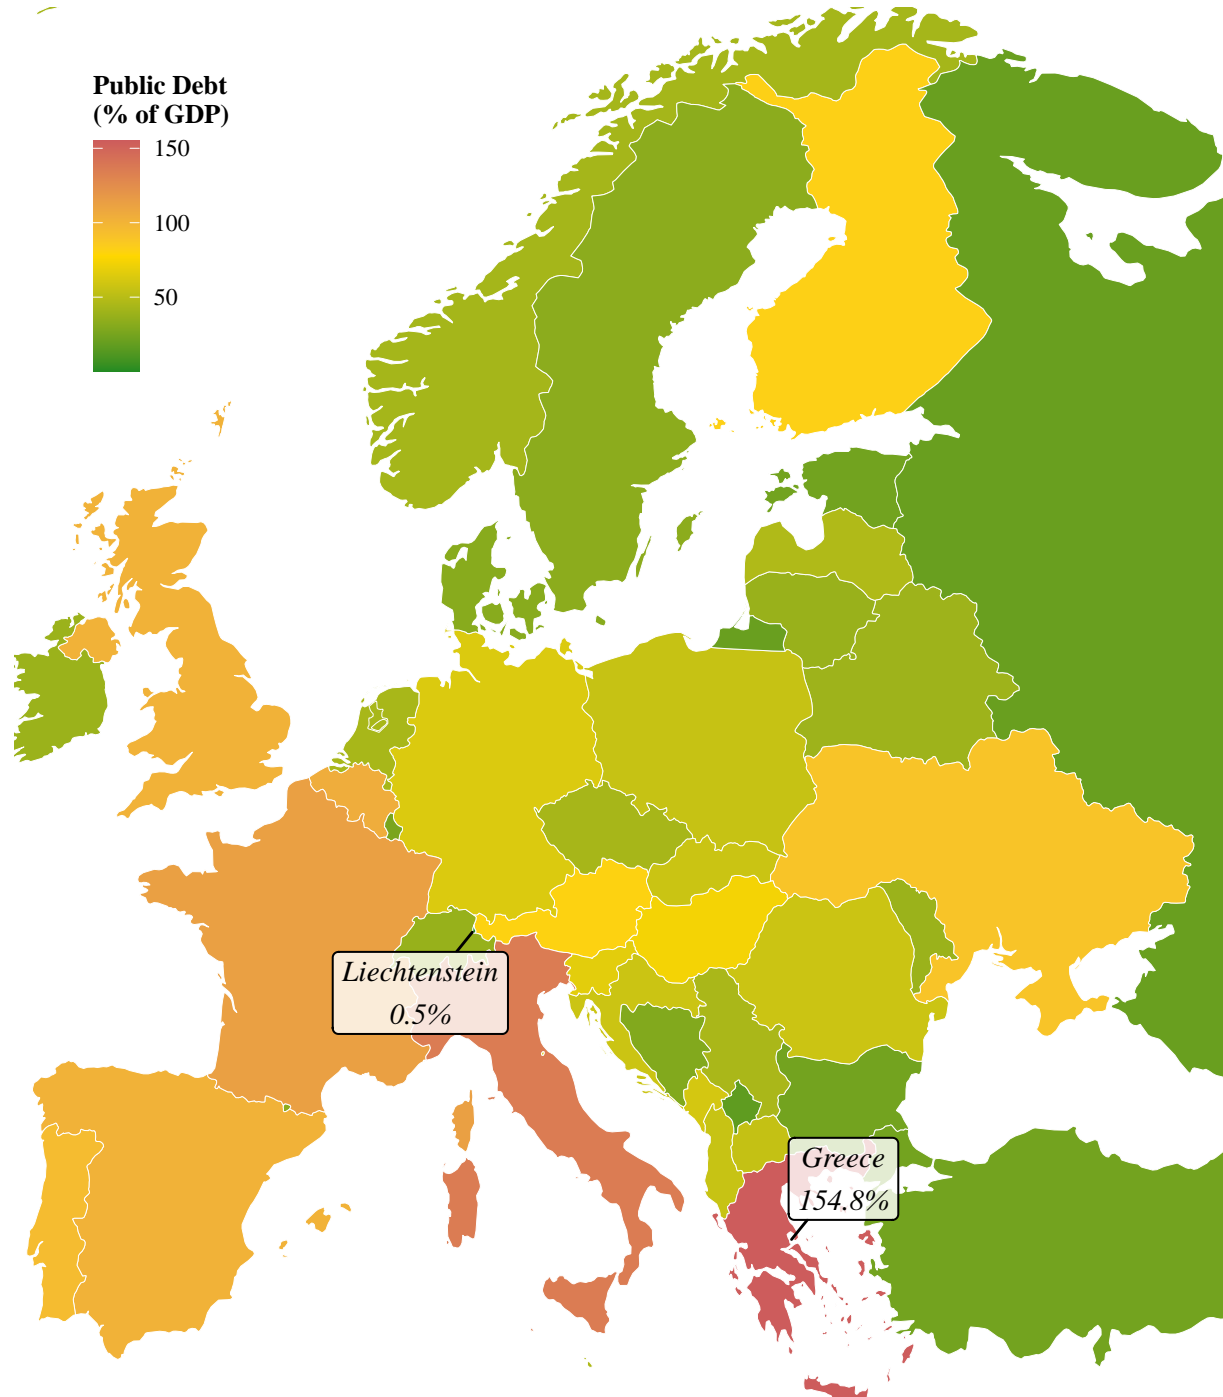 Public Debt
(% of GDP)
150
100
50
Liechtenstein
0.5%
Greece
154.8%